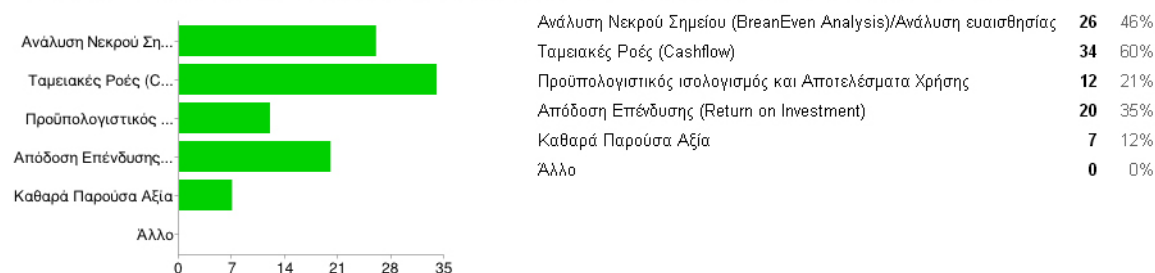 Ανάλυση Νεκρού Ση...
Ταμειακές Ροές (C...
Προϋπολογιστικός ...
Απόδοση Επένδυσης...
Καθαρά Παρούσα Αξία
Άλλο
0 7 14 21 28 35
Ανάλυση Νεκρού Σημείου (BreanEven Analysis)/Ανάλυση ευαισθησίας 26 46%
Ταμειακές Ροές (Cashflow) 34 60%
Προϋπολογιστικός ισολογισμός και Αποτελέσματα Χρήσης 12 21%
Απόδοση Επένδυσης (Return on Investment) 20 35%
Καθαρά Παρούσα Αξία 7 12%
Άλλο 0 0%